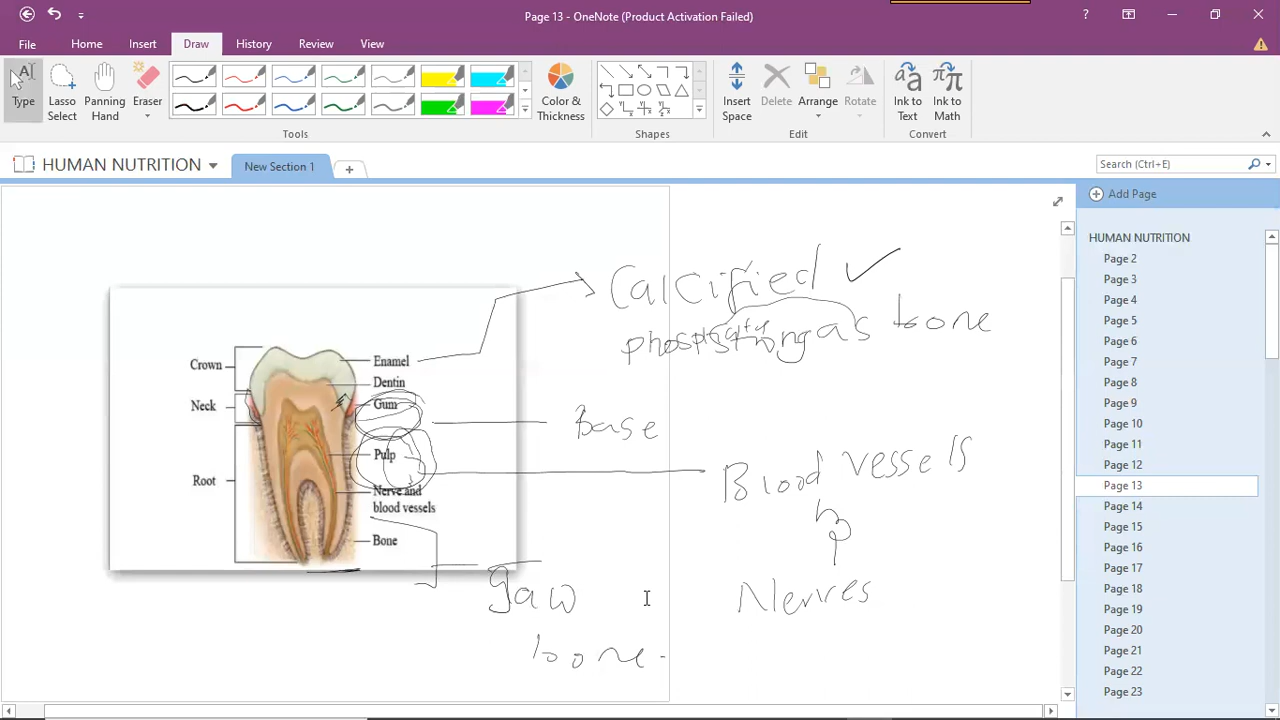 Page 13 - OneNote (Product Activation Failed)
File Home Insert Draw History Review View
Type
Lasso Select
Panning Hand
Eraser
Color & Thickness
Insert Space
Delete
Arrange
Rotate
Ink to Text
Ink to Math
Tools
Shapes
Edit
Convert
HUMAN NUTRITION
New Section 1
Search (Ctrl+E)
Add Page
HUMAN NUTRITION
Page 2
Page 3
Page 4
Page 5
Page 6
Page 7
Page 8
Page 9
Page 10
Page 11
Page 12
Page 13
Page 14
Page 15
Page 16
Page 17
Page 18
Page 19
Page 20
Page 21
Page 22
Page 23
Crown
Neck
Root
Enamel
Dentin
Gum
Pulp
Nerve and
blood vessels
Bone
Calcified
strong as bone
base
Blood vessels
Nerves
Jaw
bone